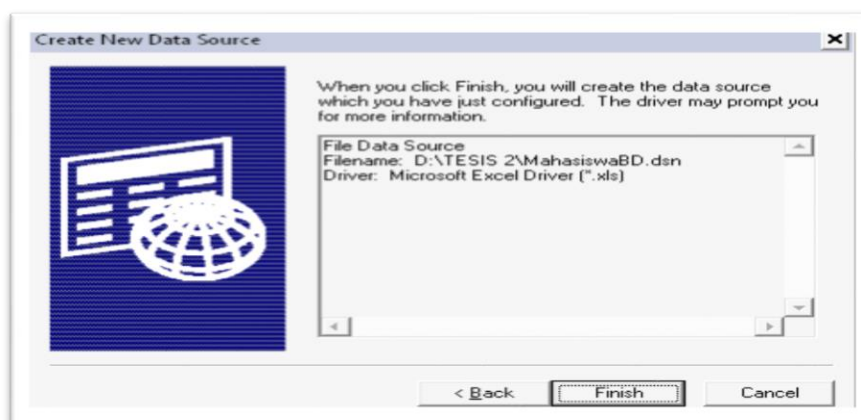 Create New Data Source
When you click Finish, you will create the data source
which you have just configured. The driver may prompt you
for more information.
File Data Source
Filename: D:\TESIS 2\MahasiswaBD.dsn
Driver: Microsoft Excel Driver (*.xls)
< Back Finish Cancel